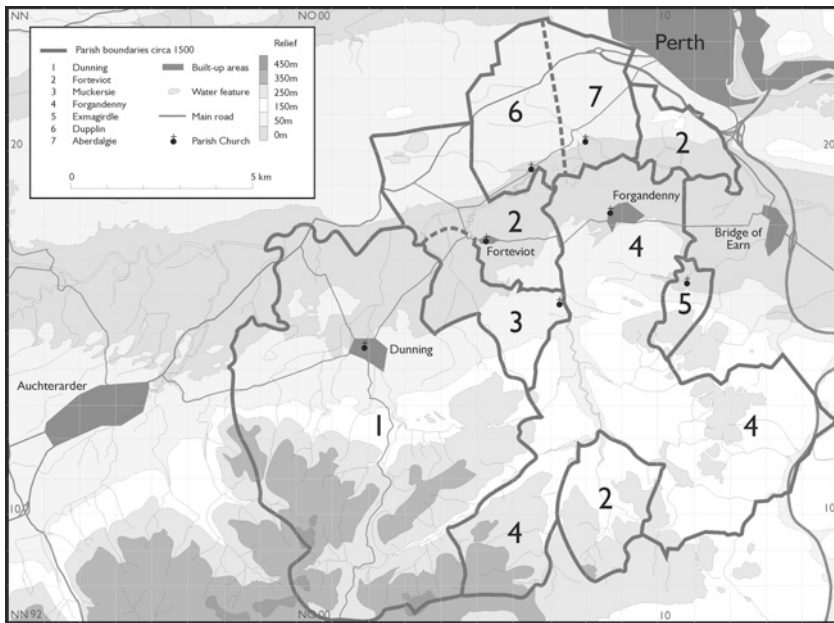 NO 00
10
Perth
Parish boundaries circa 1500
1 Dunning
2 Forteviot
3 Muckersie
4 Forgandenny
5 Exmagirdle
6 Dupplin
7 Aberdalgie
Built-up areas
Water feature
Main road
Parish Church
Relief
450m
350m
250m
150m
50m
0m
0 5 km
20
20
6
7
2
Forgandenny
2
4
Bridge of
Earn
Forteviot
5
3
Dunning
Auchterarder
1
4
10
10
2
4
NN 92
NO 00
10